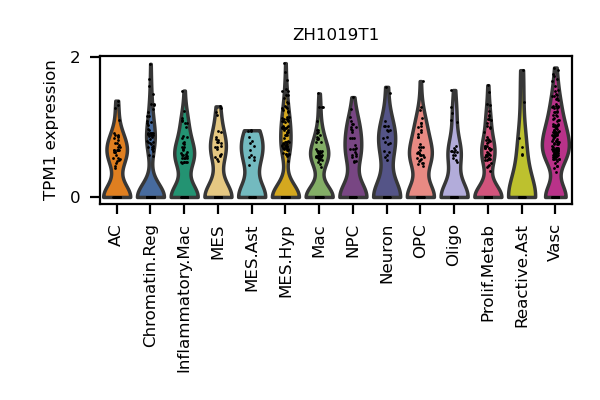 ZH1019T1
TPM1 expression
2
0
AC
Chromatin.Reg
Inflammatory.Mac
MES
MES.Ast
MES.Hyp
Mac
NPC
Neuron
OPC
Oligo
Prolif.Metab
Reactive.Ast
Vasc